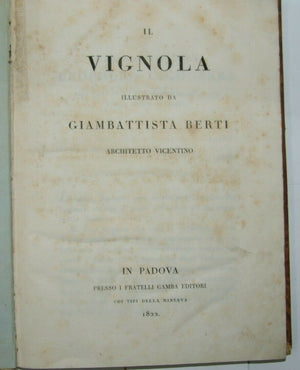 IL
VIGNOLA
ILLUSTRATO DA
GIAMBATTISTA BERTI
ARCHITETTO VICENTINO
IN PADOVA
PRESSO I FRATELLI GAMBA EDITORI
COI TIPI DELLA MINERVA
1822.